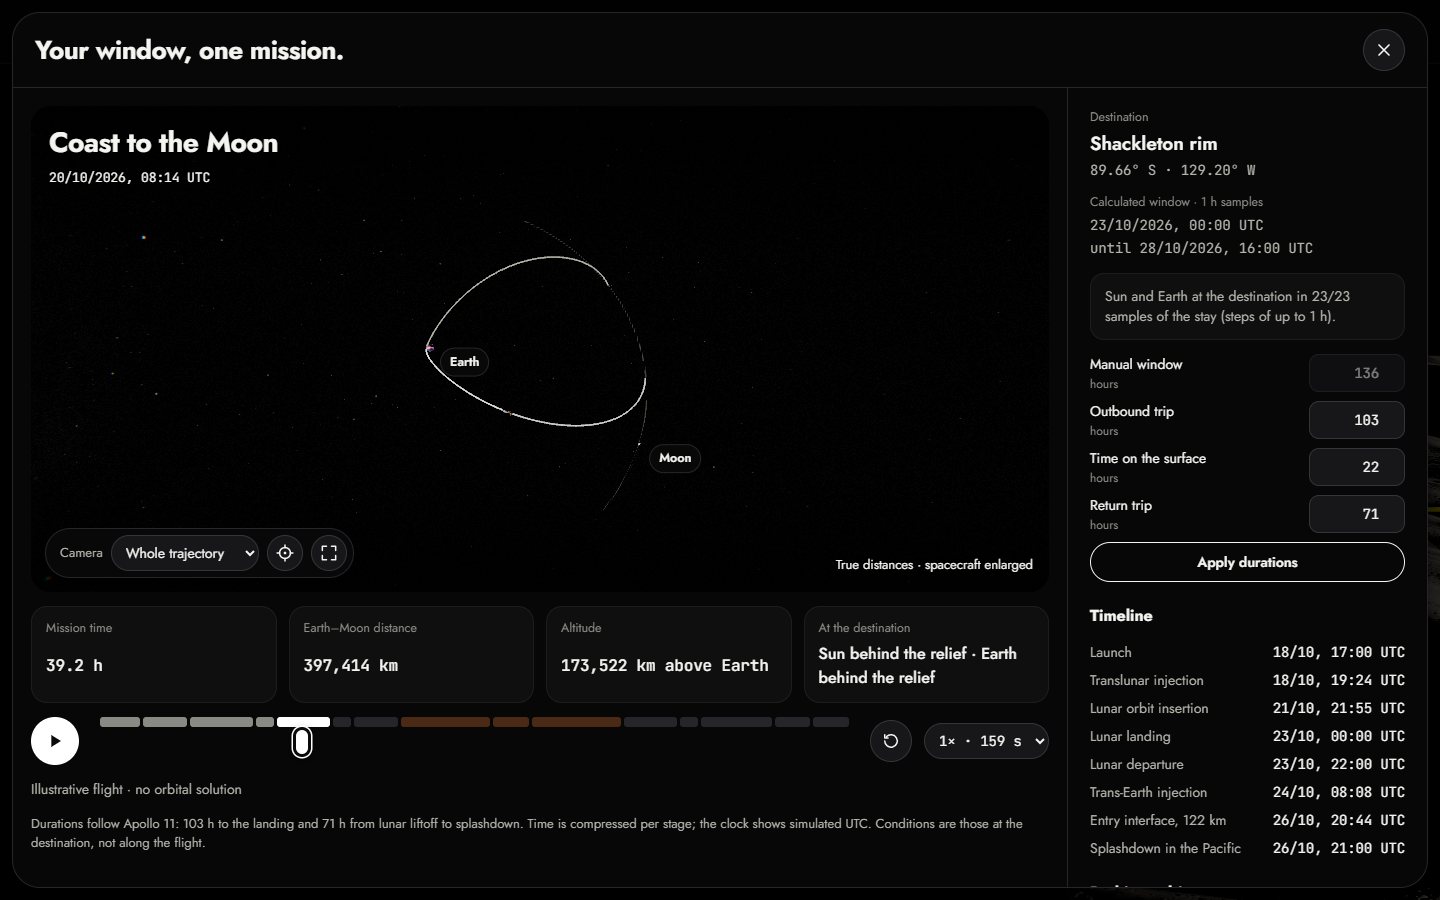 Your window, one mission.
Coast to the Moon
20/10/2026, 08:14 UTC
Earth
Moon
Camera
Whole trajectory
True distances · spacecraft enlarged
Mission time
39.2 h
Earth–Moon distance
397,414 km
Altitude
173,522 km above Earth
At the destination
Sun behind the relief · Earth
behind the relief
1× · 159 s
Illustrative flight · no orbital solution
Durations follow Apollo 11: 103 h to the landing and 71 h from lunar liftoff to splashdown. Time is compressed per stage; the clock shows simulated UTC. Conditions are those at the
destination, not along the flight.
Destination
Shackleton rim
89.66° S · 129.20° W
Calculated window · 1 h samples
23/10/2026, 00:00 UTC
until 28/10/2026, 16:00 UTC
Sun and Earth at the destination in 23/23
samples of the stay (steps of up to 1 h).
Manual window
hours
136
Outbound trip
hours
103
Time on the surface
hours
22
Return trip
hours
71
Apply durations
Timeline
Launch 18/10, 17:00 UTC
Translunar injection 18/10, 19:24 UTC
Lunar orbit insertion 21/10, 21:55 UTC
Lunar landing 23/10, 00:00 UTC
Lunar departure 23/10, 22:00 UTC
Trans-Earth injection 24/10, 08:08 UTC
Entry interface, 122 km 26/10, 20:44 UTC
Splashdown in the Pacific 26/10, 21:00 UTC